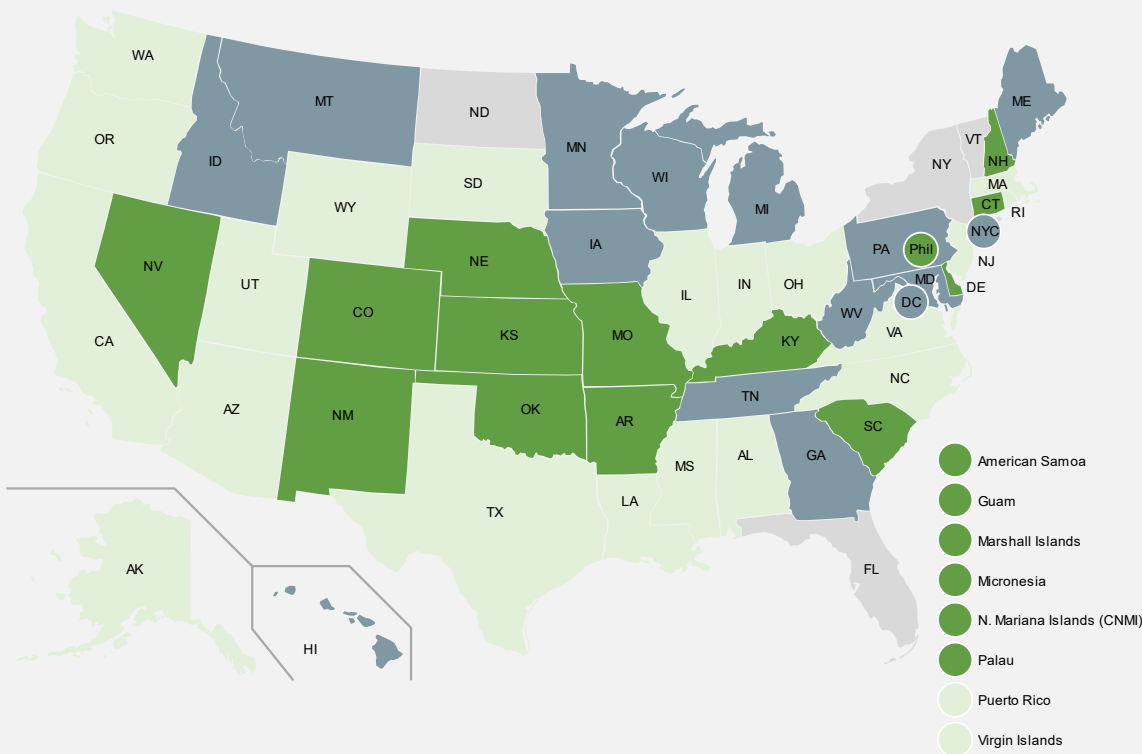 WA
MT
ND
ME
OR
ID
MN
VT
NY
NH
WI
SD
MA
WY
MI
CT
RI
NYC
IA
PA
Phil
NJ
NV
NE
UT
IL
IN
OH
MD
DE
DC
CO
WV
KS
MO
VA
CA
KY
NC
TN
AZ
NM
OK
AR
SC
MS
AL
GA
LA
TX
AK
FL
HI
American Samoa
Guam
Marshall Islands
Micronesia
N. Mariana Islands (CNMI)
Palau
Puerto Rico
Virgin Islands